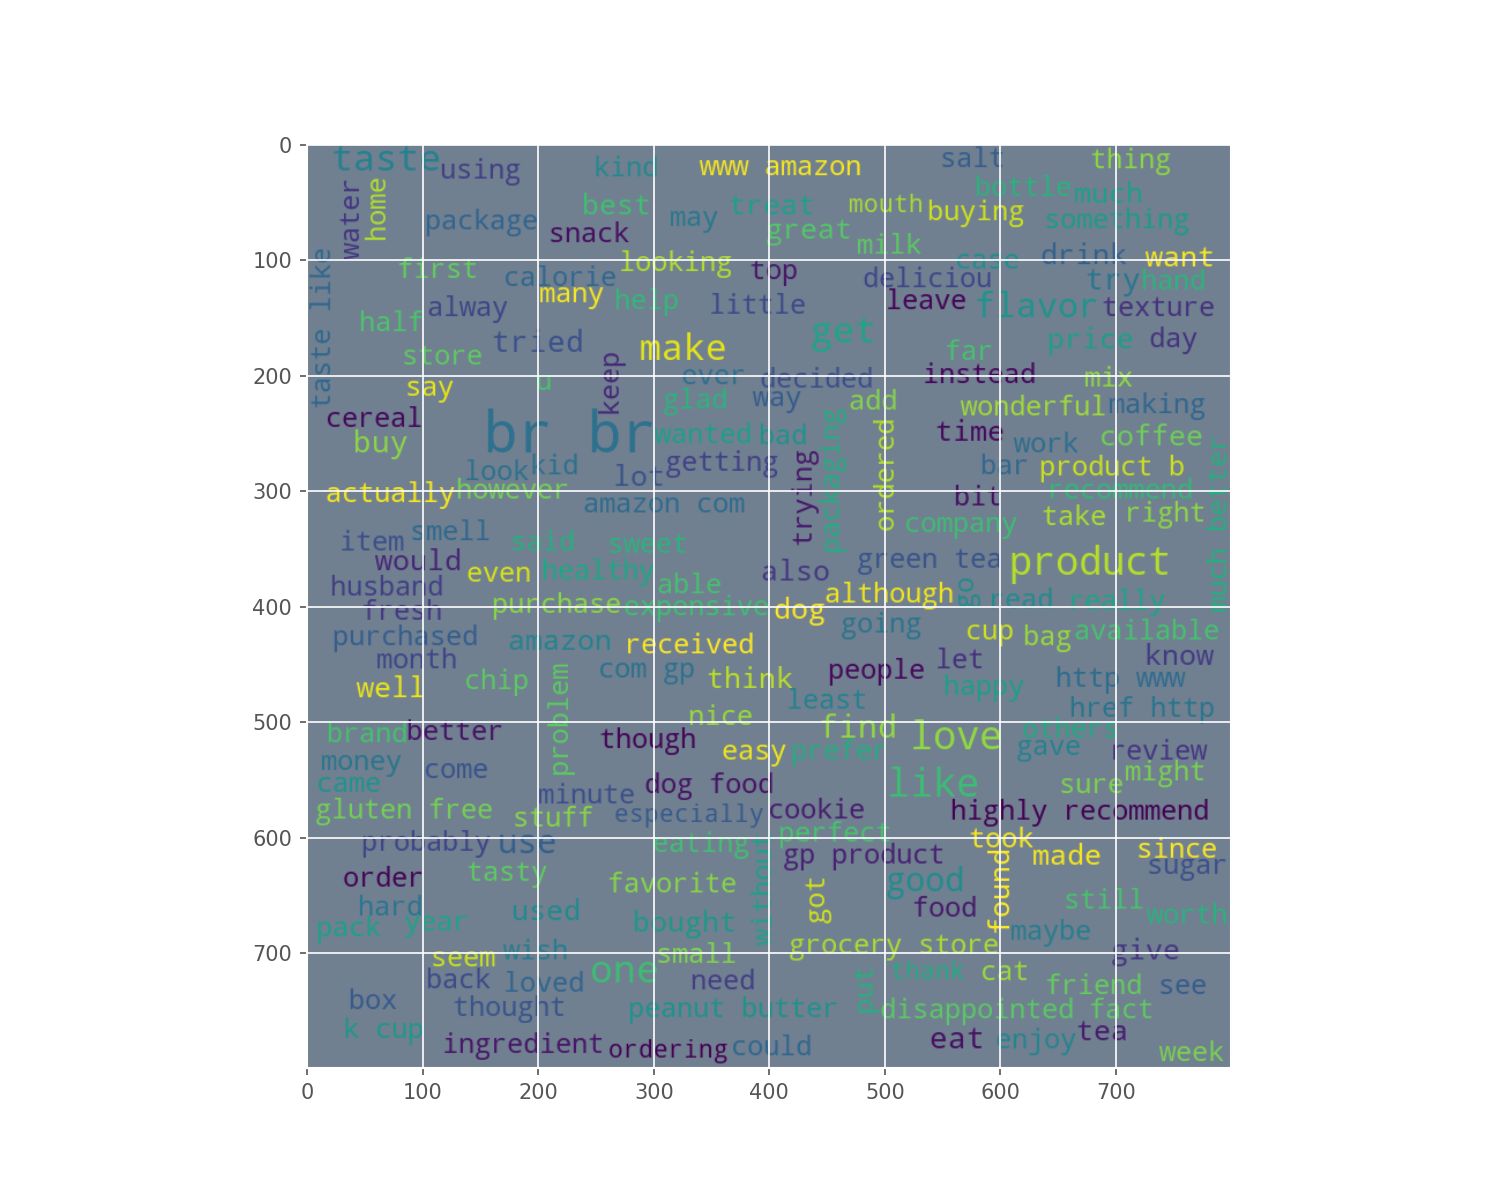 0
taste
using
kind
www amazon
salt
thing
water
home
package
best
may
treat
mouth
buying
bottle
much
something
snack
great
milk
100
taste like
first
calorie
looking
top
case
drink
want
many
help
little
deliciou
leave
try
hand
alway
flavor
texture
half
store
tried
make
get
far
price
day
200
say
u
keep
ever
decided
instead
mix
cereal
buy
br br
glad
way
add
wonderful
making
wanted
bad
time
work
coffee
look
kid
lot
getting
trying
packaging
ordered
bar
product b
300
actually
however
amazon com
bit
recommend
much better
item
smell
said
sweet
company
take
right
would
even
healthy
able
also
green tea
product
husband
although
go
400
fresh
purchase
expensive
dog
read
really
purchased
amazon
received
going
cup
bag
available
month
chip
com gp
think
people
let
know
well
problem
least
happy
http www
href http
500
brand
better
nice
find
love
others
money
come
though
easy
prefer
gave
review
came
minute
dog food
like
sure
might
gluten free
stuff
especially
cookie
highly recommend
600
probably
use
eating
perfect
took
without
gp product
found
made
since
sugar
order
tasty
favorite
got
good
hard
year
used
bought
food
still
worth
pack
maybe
700
seem
wish
small
grocery store
give
back
loved
one
need
put
thank
cat
friend
see
box
thought
peanut butter
disappointed
fact
k cup
ingredient
ordering
could
eat
enjoy
tea
week
0 100 200 300 400 500 600 700